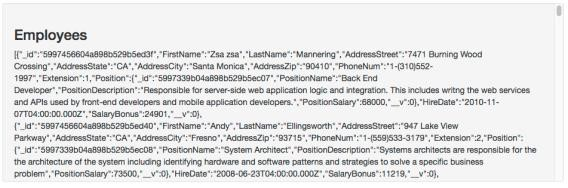 Employees
[{"_id":"5997456604a898b529b5ed3f","FirstName":"Zsa zsa","LastName":"Mannering","AddressStreet":"7471 Burning Wood
Crossing","AddressState":"CA","AddressCity":"Santa Monica","AddressZip":"90410","PhoneNum":"1-(310)552-
1997","Extension":1,"Position":{"_id":"5997339b04a898b529b5ec07","PositionName":"Back End
Developer","PositionDescription":"Responsible for server-side web application logic and integration. This includes writng the web services
and APIs used by front-end developers and mobile application developers.","PositionSalary":68000,"__v":0},"HireDate":"2010-11-
07T04:00:00.000Z","SalaryBonus":24901,"__v":0},
{"_id":"5997456604a898b529b5ed40","FirstName":"Andy","LastName":"Ellingsworth","AddressStreet":"947 Lake View
Parkway","AddressState":"CA","AddressCity":"Fresno","AddressZip":"93715","PhoneNum":"1-(559)533-3179","Extension":2,"Position":
{"_id":"5997339b04a898b529b5ec08","PositionName":"System Architect","PositionDescription":"Systems architects are responsible for the
the architecture of the system including identifying hardware and software patterns and strategies to solve a specific business
problem","PositionSalary":73500,"__v":0},"HireDate":"2008-06-23T04:00:00.000Z","SalaryBonus":11219,"__v":0},